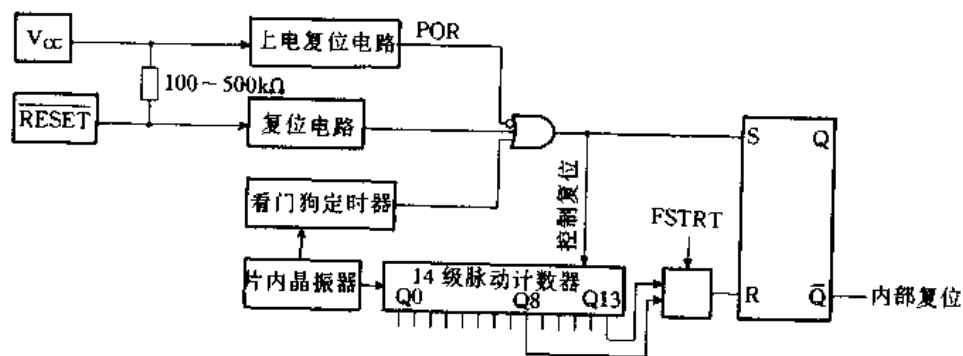 V_CC
上电复位电路
POR
100~500kΩ
RESET
复位电路
S
Q
看门狗定时器
控制复位
FSTRT
片内晶振器
14级脉动计数器
Q0
Q8
Q13
R
Q̅
内部复位